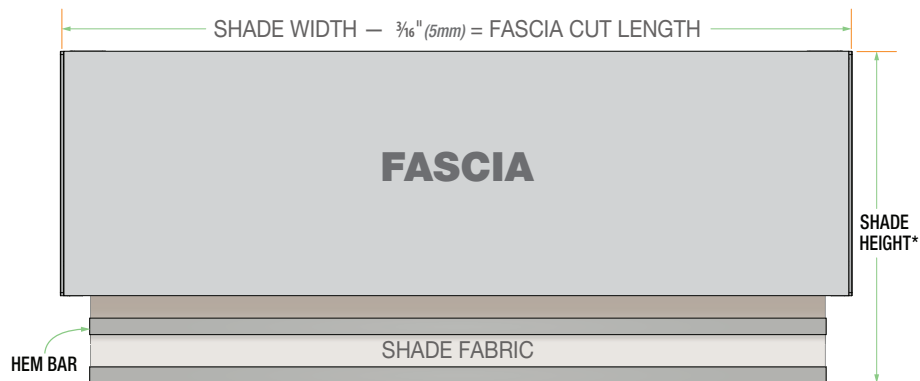 SHADE WIDTH — 3⁄16" (5mm) = FASCIA CUT LENGTH
FASCIA
SHADE
HEIGHT*
SHADE FABRIC
HEM BAR